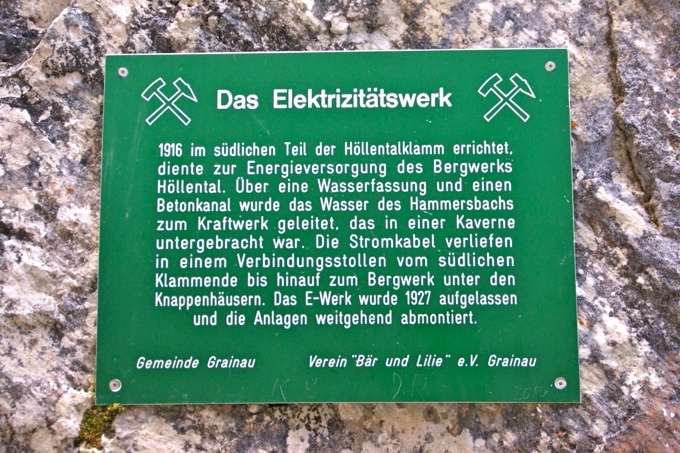 Das Elektrizitätswerk
1916 im südlichen Teil der Höllentalklamm errichtet,
diente zur Energieversorgung des Bergwerks
Höllental. Über eine Wasserfassung und einen
Betonkanal wurde das Wasser des Hammersbachs
zum Kraftwerk geleitet, das in einer Kaverne
untergebracht war. Die Stromkabel verliefen
in einem Verbindungsstollen vom südlichen
Klammende bis hinauf zum Bergwerk unter den
Knappenhäusern. Das E-Werk wurde 1927 aufgelassen
und die Anlagen weitgehend abmontiert.
Gemeinde Grainau Verein "Bär und Lilie" e.V. Grainau